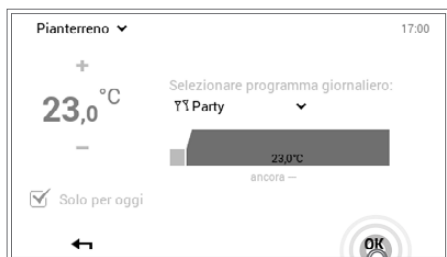 Pianterreno
17:00
+
23,0°C
−
Selezionare programma giornaliero:
Party
23,0°C
ancora --
Solo per oggi
OK